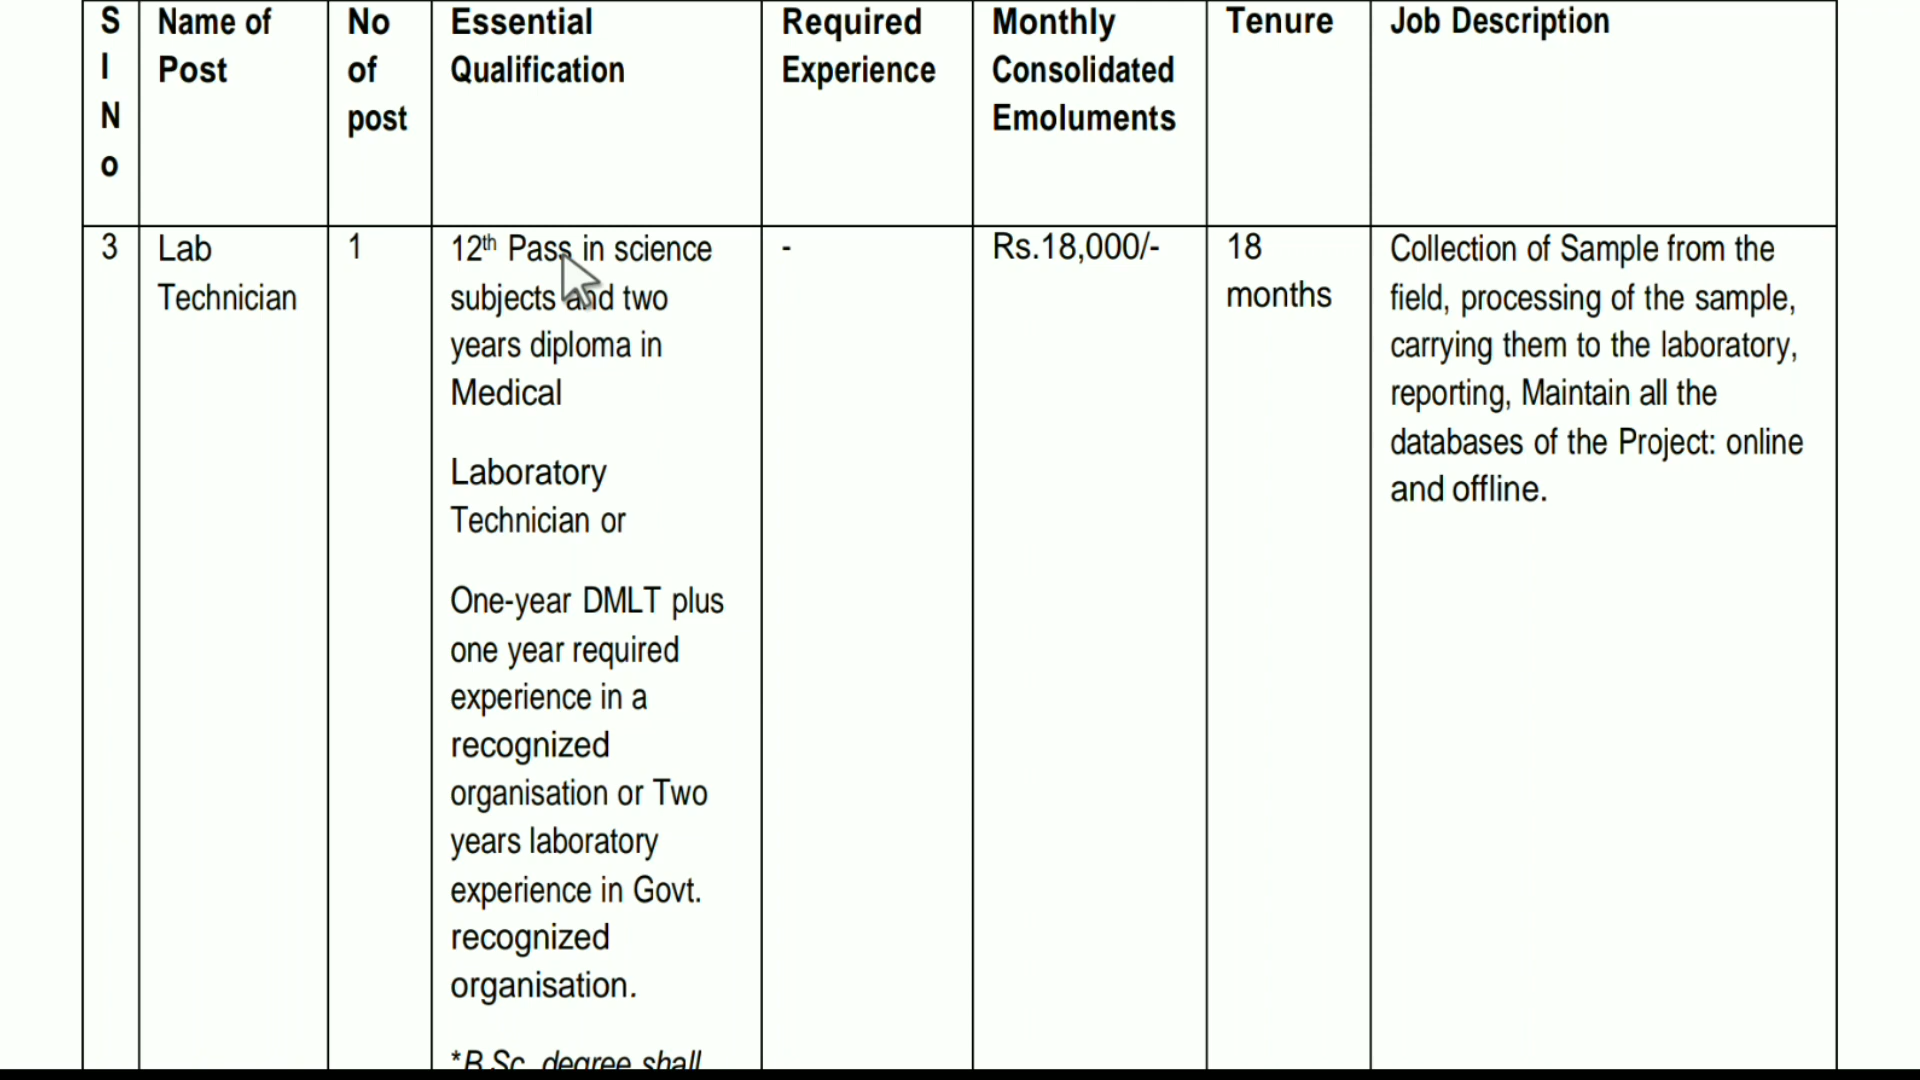 S
l
N
o
Name of
Post
No
of
post
Essential
Qualification
Required
Experience
Monthly
Consolidated
Emoluments
Tenure
Job Description
3
Lab
Technician
1
12th Pass in science
subjects and two
years diploma in
Medical
Laboratory
Technician or
One-year DMLT plus
one year required
experience in a
recognized
organisation or Two
years laboratory
experience in Govt.
recognized
organisation.
*B.Sc. degree shall
-
Rs.18,000/-
18
months
Collection of Sample from the
field, processing of the sample,
carrying them to the laboratory,
reporting, Maintain all the
databases of the Project: online
and offline.